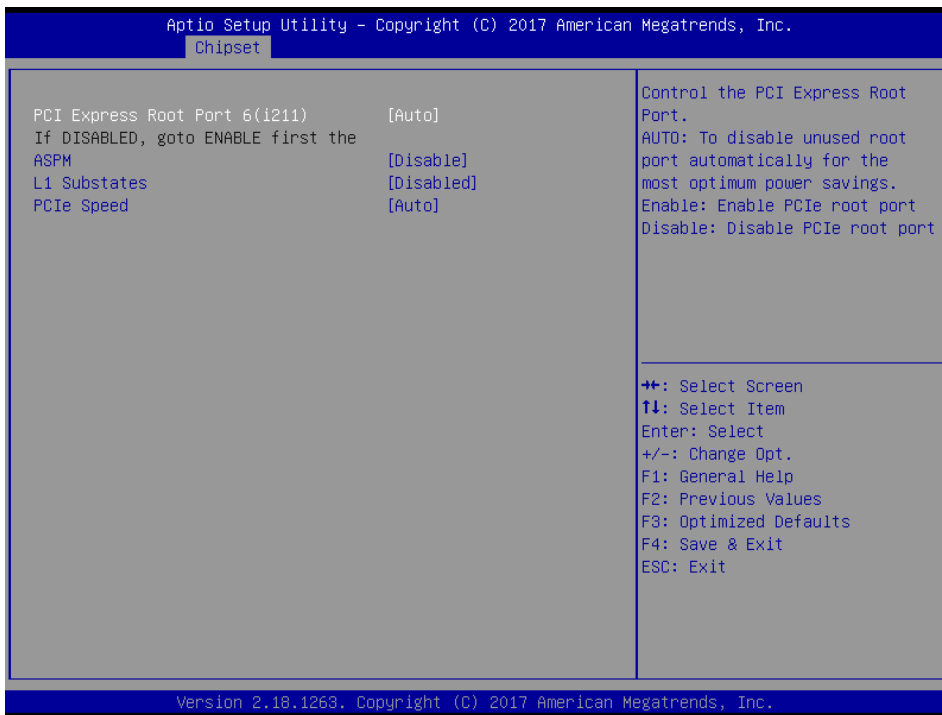 Aptio Setup Utility – Copyright (C) 2017 American Megatrends, Inc.
Chipset
PCI Express Root Port 6(i211) [Auto]
If DISABLED, goto ENABLE first the
ASPM [Disable]
L1 Substates [Disabled]
PCIe Speed [Auto]
Control the PCI Express Root
Port.
AUTO: To disable unused root
port automatically for the
most optimum power savings.
Enable: Enable PCIe root port
Disable: Disable PCIe root port
→←: Select Screen
↑↓: Select Item
Enter: Select
+/-: Change Opt.
F1: General Help
F2: Previous Values
F3: Optimized Defaults
F4: Save & Exit
ESC: Exit
Version 2.18.1263. Copyright (C) 2017 American Megatrends, Inc.